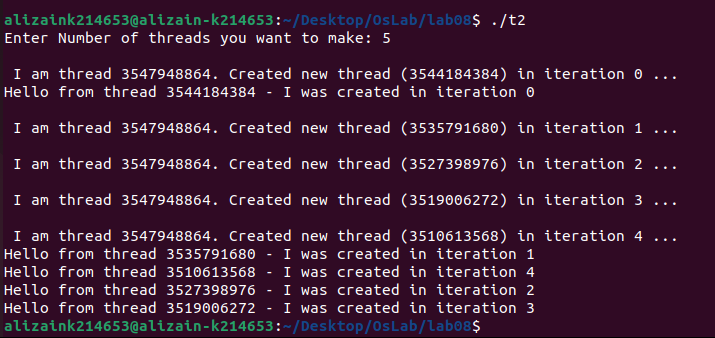 alizaink214653@alizain-k214653:~/Desktop/OsLab/lab08$ ./t2
Enter Number of threads you want to make: 5
I am thread 3547948864. Created new thread (3544184384) in iteration 0 ...
Hello from thread 3544184384 - I was created in iteration 0
I am thread 3547948864. Created new thread (3535791680) in iteration 1 ...
I am thread 3547948864. Created new thread (3527398976) in iteration 2 ...
I am thread 3547948864. Created new thread (3519006272) in iteration 3 ...
I am thread 3547948864. Created new thread (3510613568) in iteration 4 ...
Hello from thread 3535791680 - I was created in iteration 1
Hello from thread 3510613568 - I was created in iteration 4
Hello from thread 3527398976 - I was created in iteration 2
Hello from thread 3519006272 - I was created in iteration 3
alizaink214653@alizain-k214653:~/Desktop/OsLab/lab08$